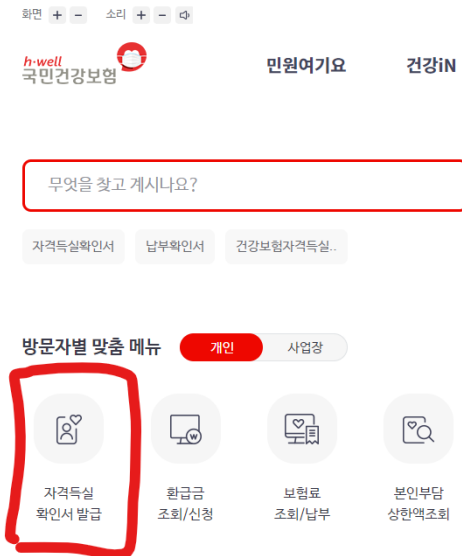 화면 + - 소리 + -
h·well
국민건강보험
민원여기요 건강iN
무엇을 찾고 계시나요?
자격득실확인서 납부확인서 건강보험자격득실..
방문자별 맞춤 메뉴 개인 사업장
W
자격득실 환급금 보험료 본인부담
확인서 발급 조회/신청 조회/납부 상한액조회